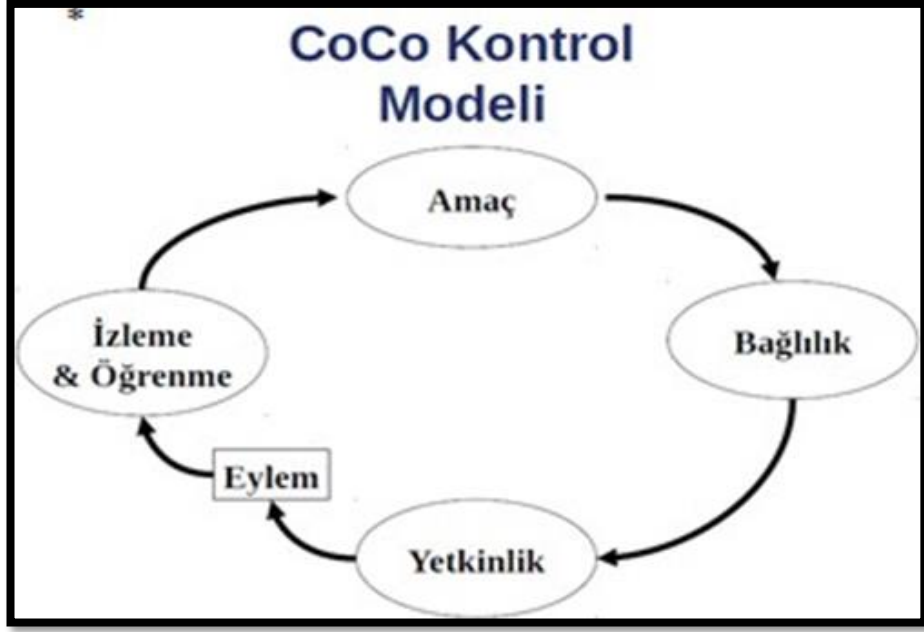 *
CoCo Kontrol
Modeli
Amaç
Bağlılık
İzleme
& Öğrenme
Eylem
Yetkinlik